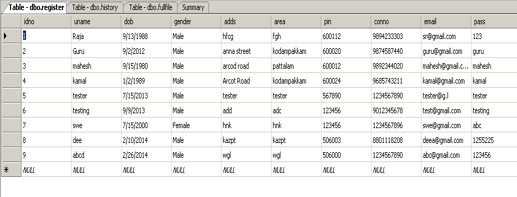 Table - dbo.register Table - dbo.history Table - dbo.fullfile Summary
idno uname dob gender adds area pin conno email pass
1 Raja 9/13/1988 Male hfcg fgh 600112 9894233303 sr@gmail.com 123
2 Guru 9/2/2012 Male anna street kodampakkam 600020 9874587440 guru@gmail.com guru
3 mahesh 9/15/1980 Male arcod road pattalam 600012 9892344020 mahesh@gmail.c... mahesh
4 kamal 1/2/1989 Male Arcot Road kodampakkam 600024 9685743211 kamal@gmail.com kamal
5 tester 7/15/2013 Male tester tester 567890 1234567890 tester@g.l tester
6 testing 9/9/2013 Male add adc 123456 9012345678 test@gmail.com testing
7 swe 7/15/2000 Female hnk hnk 123456 1234567896 swe@gmail.com abc
8 dee 2/10/2014 Male kazpt kazpt 506003 8801118208 deea@gmail.com 1255225
9 abcd 2/26/2014 Male wgl wgl 506000 1234567890 abc@gmail.com 123456
NULL NULL NULL NULL NULL NULL NULL NULL NULL NULL